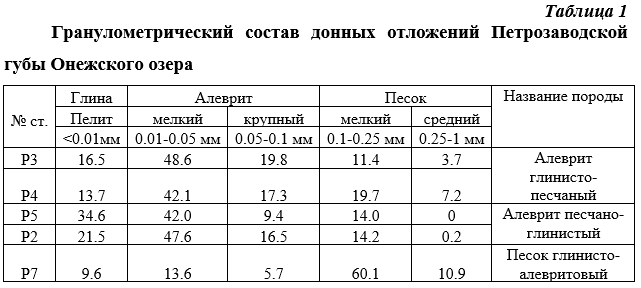 Таблица 1
Гранулометрический состав донных отложений Петрозаводской
губы Онежского озера
№ ст. Глина Алеврит Песок Название породы
Пелит мелкий крупный мелкий средний
<0.01мм 0.01-0.05 мм 0.05-0.1 мм 0.1-0.25 мм 0.25-1 мм
Р3 16.5 48.6 19.8 11.4 3.7 Алеврит
глинисто-
Р4 13.7 42.1 17.3 19.7 7.2 песчаный
Р5 34.6 42.0 9.4 14.0 0 Алеврит песчано-
Р2 21.5 47.6 16.5 14.2 0.2 глинистый
Песок глинисто-
Р7 9.6 13.6 5.7 60.1 10.9 алевритовый